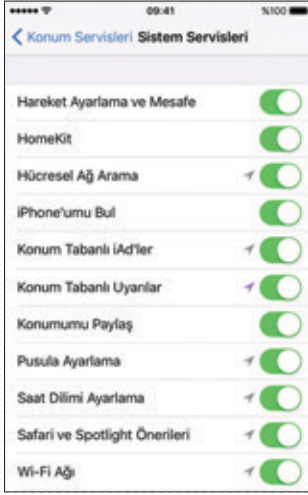 09:41 %100
Konum Servisleri Sistem Servisleri
Hareket Ayarlama ve Mesafe
HomeKit
Hücresel Ağ Arama
iPhone'umu Bul
Konum Tabanlı iAd'ler
Konum Tabanlı Uyarılar
Konumumu Paylaş
Pusula Ayarlama
Saat Dilimi Ayarlama
Safari ve Spotlight Önerileri
Wi-Fi Ağı